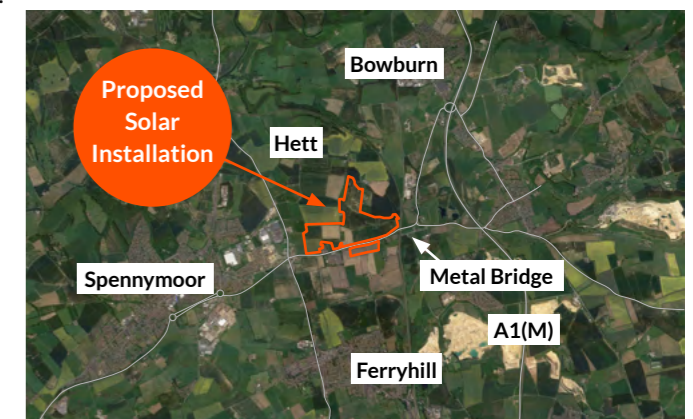 Bowburn
Proposed
Solar
Installation
Hett
Spennymoor
Metal Bridge
A1(M)
Ferryhill